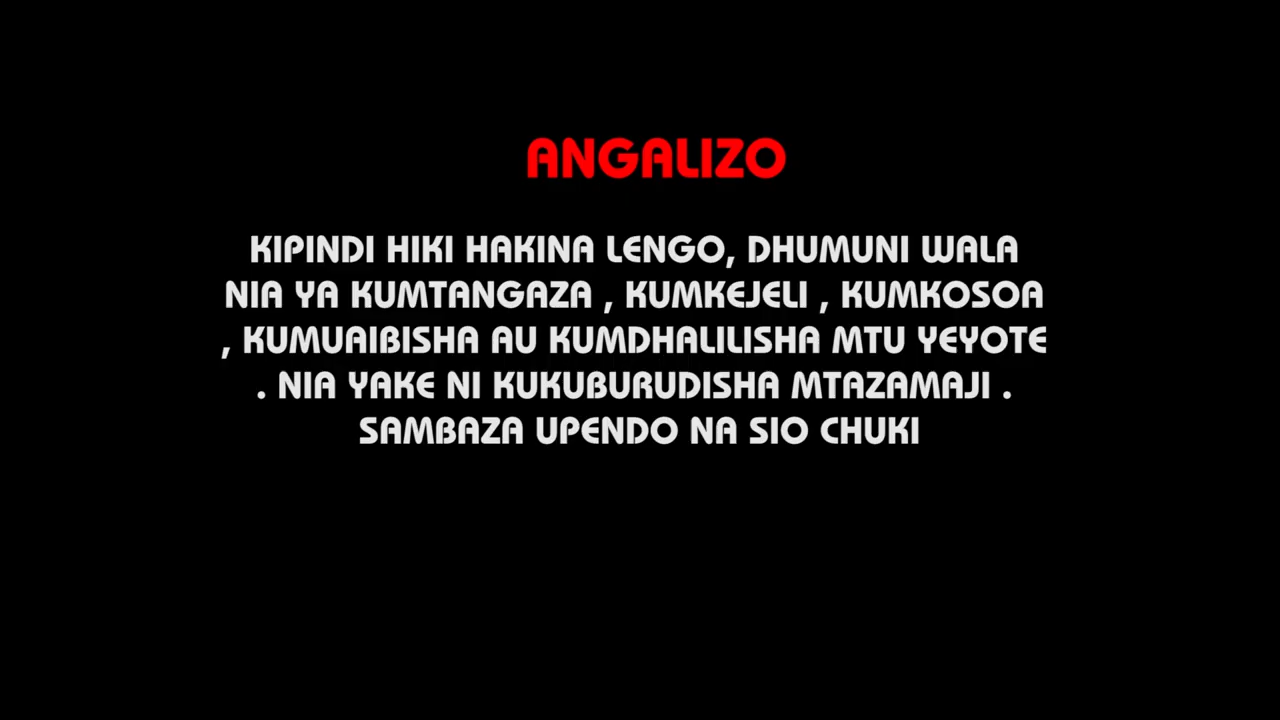 ANGALIZO
KIPINDI HIKI HAKINA LENGO, DHUMUNI WALA
NIA YA KUMTANGAZA , KUMKEJELI , KUMKOSOA
, KUMUAIBISHA AU KUMDHALILISHA MTU YEYOTE
. NIA YAKE NI KUKUBURUDISHA MTAZAMAJI .
SAMBAZA UPENDO NA SIO CHUKI